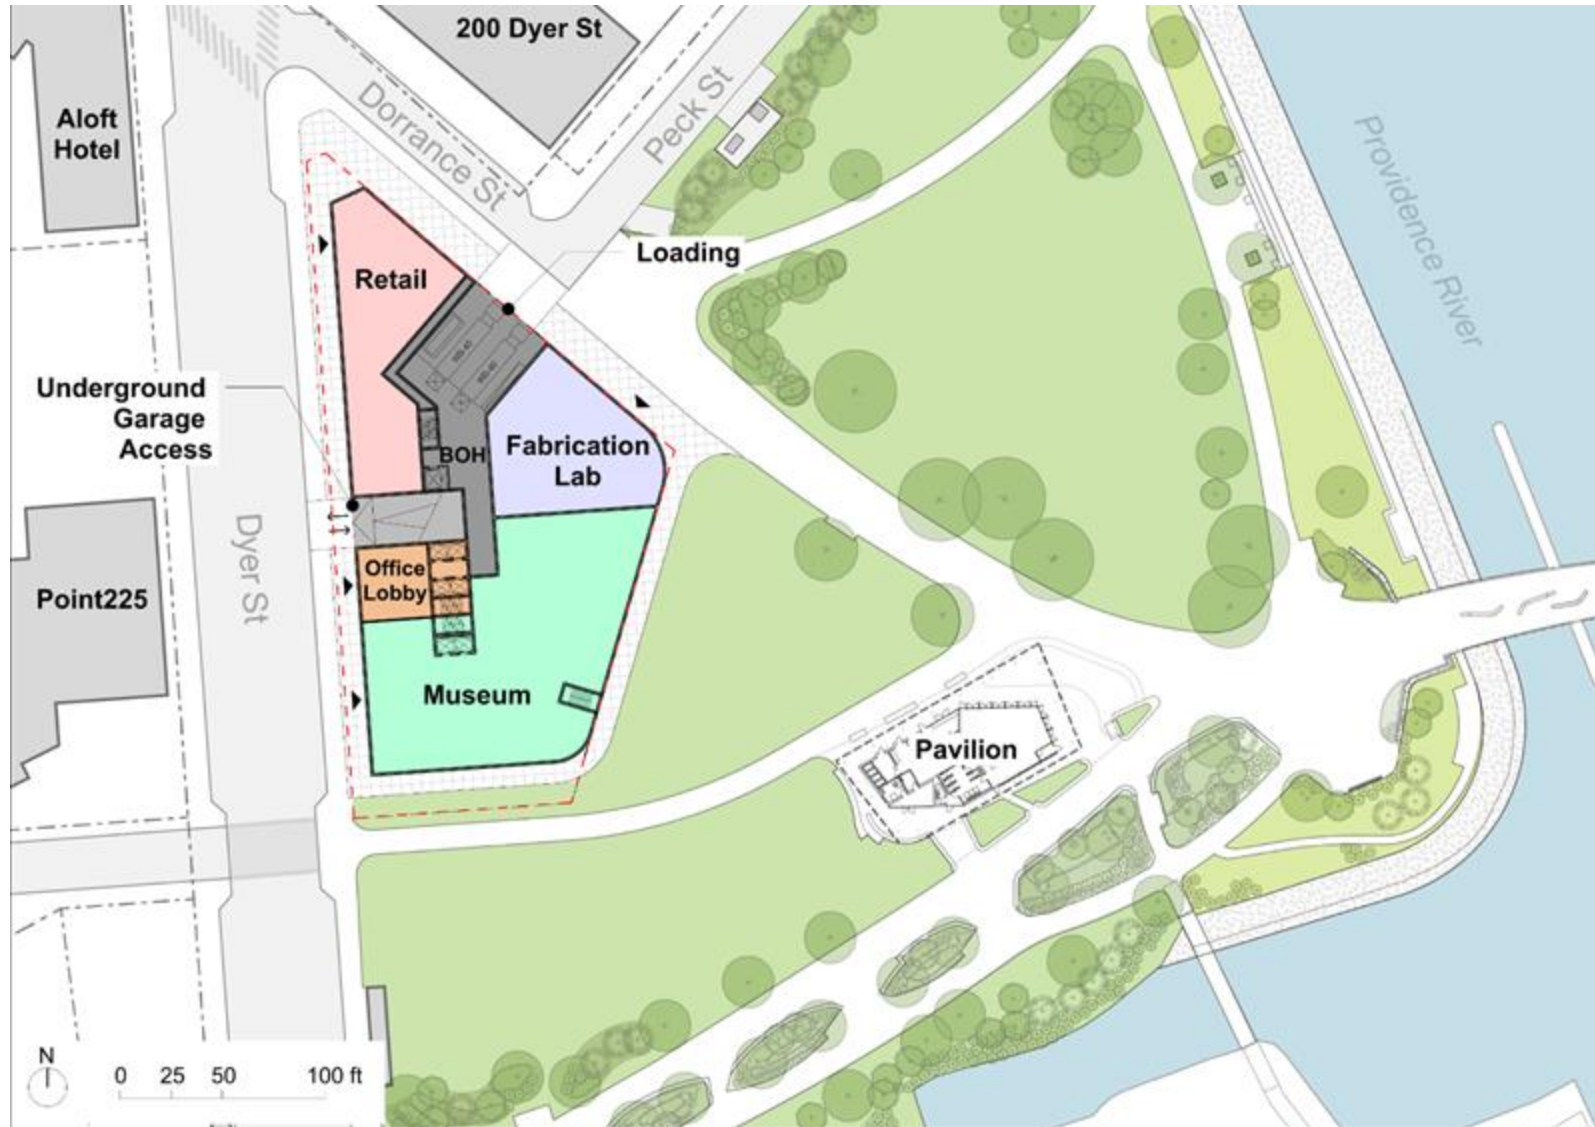 200 Dyer St
Aloft
Hotel
Dorrance St
Peck St
Providence River
Loading
Retail
Underground
Garage
Access
BOH
Fabrication
Lab
Dyer St
Office
Lobby
Point225
Museum
Pavilion
N
0 25 50 100 ft